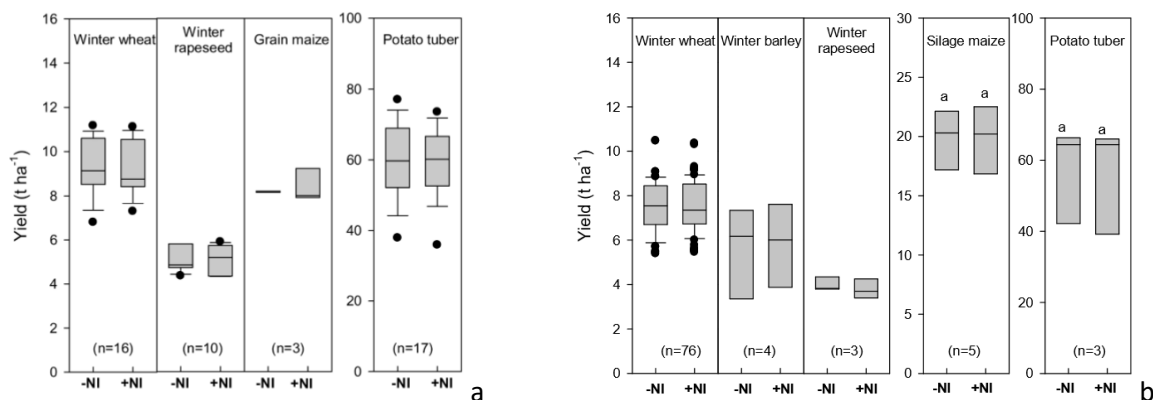 16
14
12
10
8
6
4
2
0
Yield (t ha⁻¹)
Winter wheat
Winter
rapeseed
Grain maize
100
80
60
40
20
0
Potato tuber
(n=16)
(n=10)
(n=3)
(n=17)
-NI +NI -NI +NI -NI +NI -NI +NI
a
16
14
12
10
8
6
4
2
0
Yield (t ha⁻¹)
Winter wheat
Winter barley
Winter
rapeseed
30
25
20
15
10
5
0
Silage maize
a a
100
80
60
40
20
0
Potato tuber
a a
(n=76)
(n=4)
(n=3)
(n=5)
(n=3)
-NI +NI -NI +NI -NI +NI -NI +NI -NI +NI
b